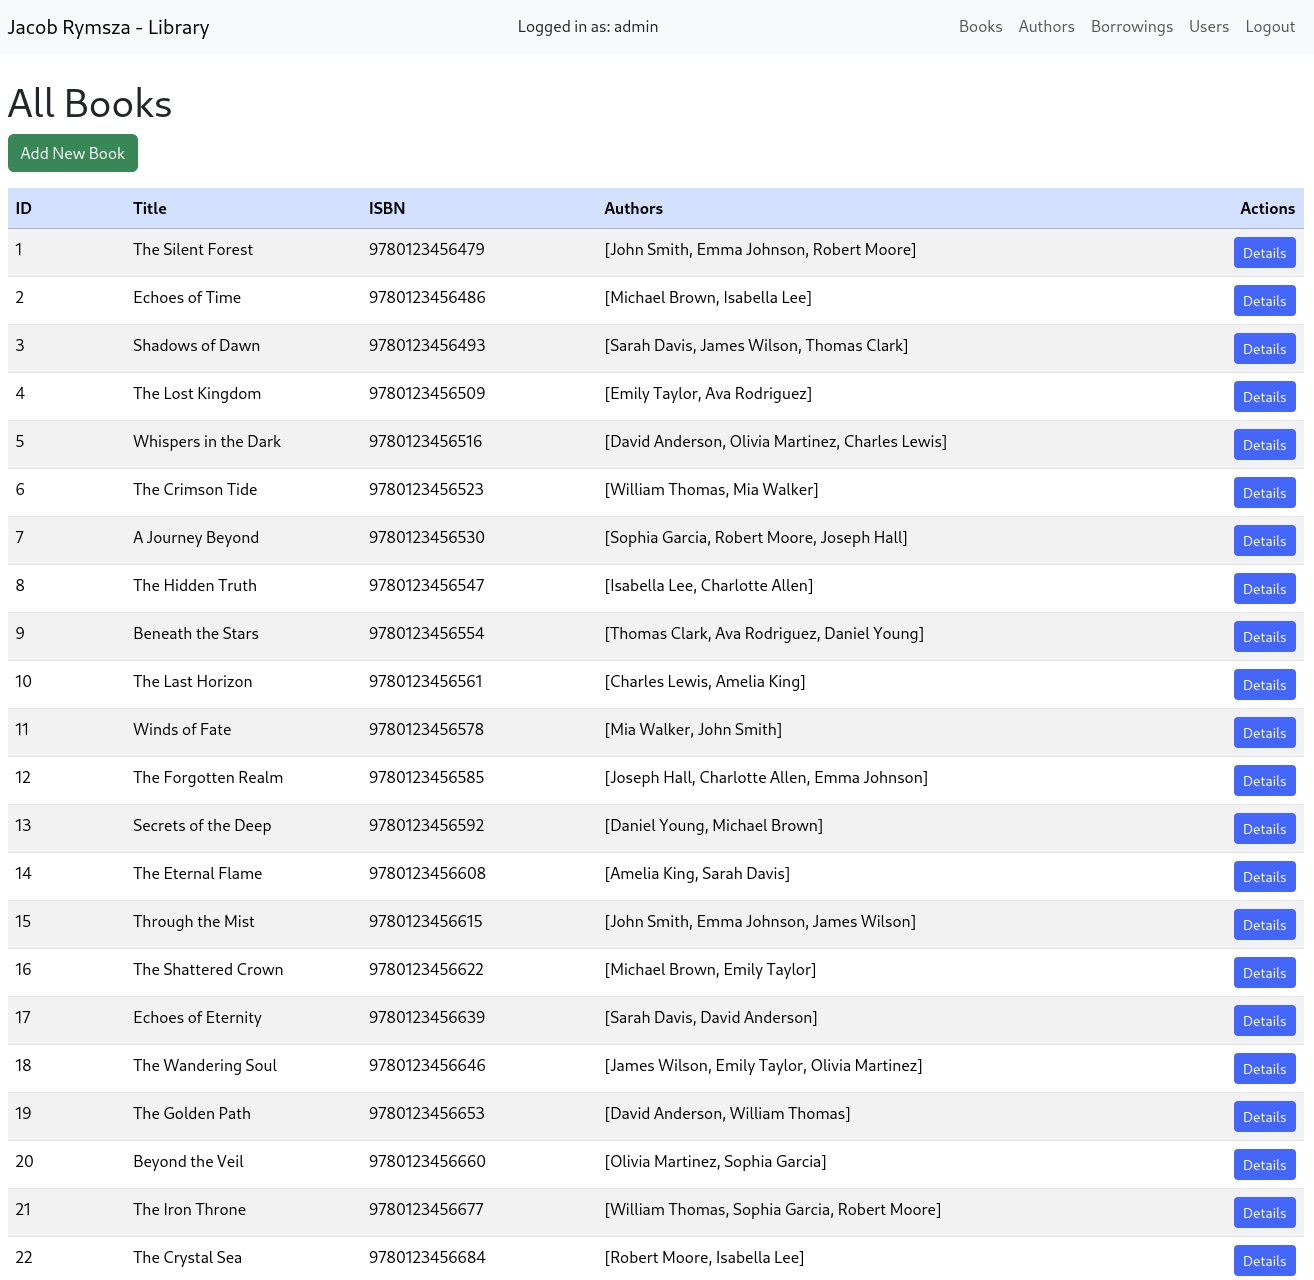 Jacob Rymsza - Library Logged in as: admin Books Authors Borrowings Users Logout
All Books
Add New Book
ID Title ISBN Authors Actions
1 The Silent Forest 9780123456479 [John Smith, Emma Johnson, Robert Moore] Details
2 Echoes of Time 9780123456486 [Michael Brown, Isabella Lee] Details
3 Shadows of Dawn 9780123456493 [Sarah Davis, James Wilson, Thomas Clark] Details
4 The Lost Kingdom 9780123456509 [Emily Taylor, Ava Rodriguez] Details
5 Whispers in the Dark 9780123456516 [David Anderson, Olivia Martinez, Charles Lewis] Details
6 The Crimson Tide 9780123456523 [William Thomas, Mia Walker] Details
7 A Journey Beyond 9780123456530 [Sophia Garcia, Robert Moore, Joseph Hall] Details
8 The Hidden Truth 9780123456547 [Isabella Lee, Charlotte Allen] Details
9 Beneath the Stars 9780123456554 [Thomas Clark, Ava Rodriguez, Daniel Young] Details
10 The Last Horizon 9780123456561 [Charles Lewis, Amelia King] Details
11 Winds of Fate 9780123456578 [Mia Walker, John Smith] Details
12 The Forgotten Realm 9780123456585 [Joseph Hall, Charlotte Allen, Emma Johnson] Details
13 Secrets of the Deep 9780123456592 [Daniel Young, Michael Brown] Details
14 The Eternal Flame 9780123456608 [Amelia King, Sarah Davis] Details
15 Through the Mist 9780123456615 [John Smith, Emma Johnson, James Wilson] Details
16 The Shattered Crown 9780123456622 [Michael Brown, Emily Taylor] Details
17 Echoes of Eternity 9780123456639 [Sarah Davis, David Anderson] Details
18 The Wandering Soul 9780123456646 [James Wilson, Emily Taylor, Olivia Martinez] Details
19 The Golden Path 9780123456653 [David Anderson, William Thomas] Details
20 Beyond the Veil 9780123456660 [Olivia Martinez, Sophia Garcia] Details
21 The Iron Throne 9780123456677 [William Thomas, Sophia Garcia, Robert Moore] Details
22 The Crystal Sea 9780123456684 [Robert Moore, Isabella Lee] Details